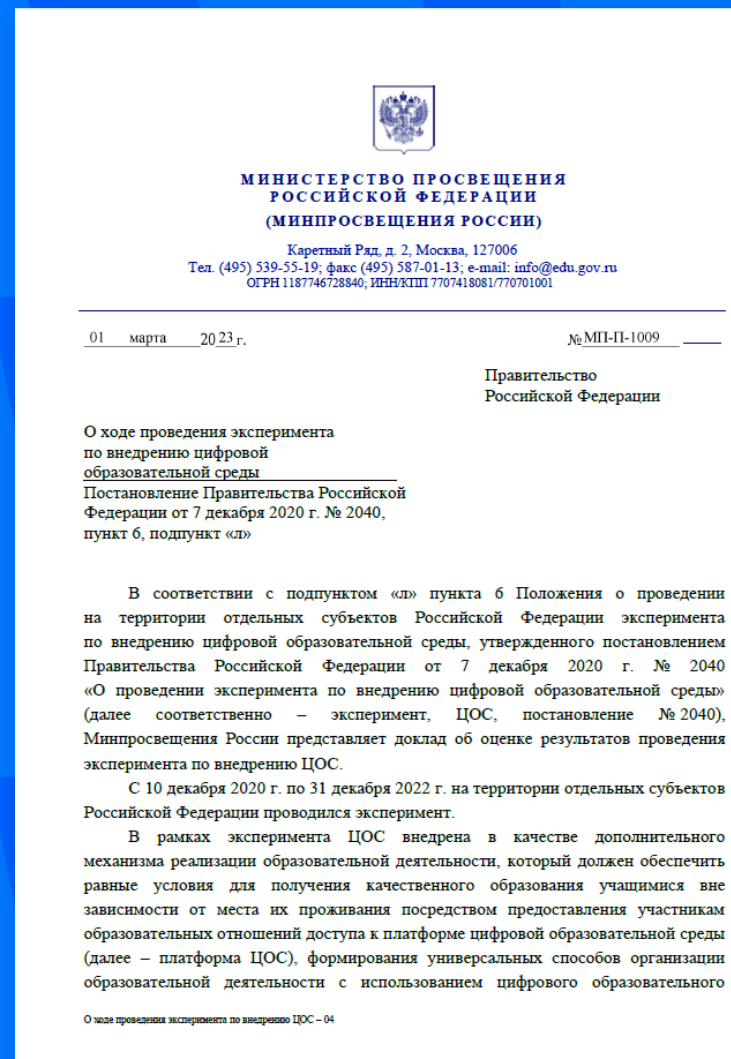 МИНИСТЕРСТВО ПРОСВЕЩЕНИЯ
РОССИЙСКОЙ ФЕДЕРАЦИИ
(МИНПРОСВЕЩЕНИЯ РОССИИ)
Каретный Ряд, д. 2, Москва, 127006
Тел. (495) 539-55-19; факс (495) 587-01-13; e-mail: info@edu.gov.ru
ОГРН 1187746728840; ИНН/КПП 7707418081/770701001
01 марта 2023 г.
№ МП-П-1009
Правительство
Российской Федерации
О ходе проведения эксперимента
по внедрению цифровой
образовательной среды
Постановление Правительства Российской
Федерации от 7 декабря 2020 г. № 2040,
пункт 6, подпункт «л»
В соответствии с подпунктом «л» пункта 6 Положения о проведении
на территории отдельных субъектов Российской Федерации эксперимента
по внедрению цифровой образовательной среды, утвержденного постановлением
Правительства Российской Федерации от 7 декабря 2020 г. № 2040
«О проведении эксперимента по внедрению цифровой образовательной среды»
(далее соответственно – эксперимент, ЦОС, постановление № 2040),
Минпросвещения России представляет доклад об оценке результатов проведения
эксперимента по внедрению ЦОС.
С 10 декабря 2020 г. по 31 декабря 2022 г. на территории отдельных субъектов
Российской Федерации проводился эксперимент.
В рамках эксперимента ЦОС внедрена в качестве дополнительного
механизма реализации образовательной деятельности, который должен обеспечить
равные условия для получения качественного образования учащимися вне
зависимости от места их проживания посредством предоставления участникам
образовательных отношений доступа к платформе цифровой образовательной среды
(далее – платформа ЦОС), формирования универсальных способов организации
образовательной деятельности с использованием цифрового образовательного
О ходе проведения эксперимента по внедрению ЦОС – 04